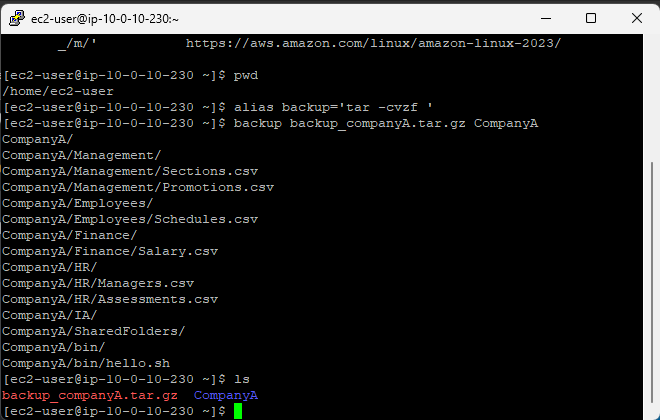 ec2-user@ip-10-0-10-230:~
_/m/' https://aws.amazon.com/linux/amazon-linux-2023/
[ec2-user@ip-10-0-10-230 ~]$ pwd
/home/ec2-user
[ec2-user@ip-10-0-10-230 ~]$ alias backup='tar -cvzf '
[ec2-user@ip-10-0-10-230 ~]$ backup backup_companyA.tar.gz CompanyA
CompanyA/
CompanyA/Management/
CompanyA/Management/Sections.csv
CompanyA/Management/Promotions.csv
CompanyA/Employees/
CompanyA/Employees/Schedules.csv
CompanyA/Finance/
CompanyA/Finance/Salary.csv
CompanyA/HR/
CompanyA/HR/Managers.csv
CompanyA/HR/Assessments.csv
CompanyA/IA/
CompanyA/SharedFolders/
CompanyA/bin/
CompanyA/bin/hello.sh
[ec2-user@ip-10-0-10-230 ~]$ ls
backup_companyA.tar.gz CompanyA
[ec2-user@ip-10-0-10-230 ~]$